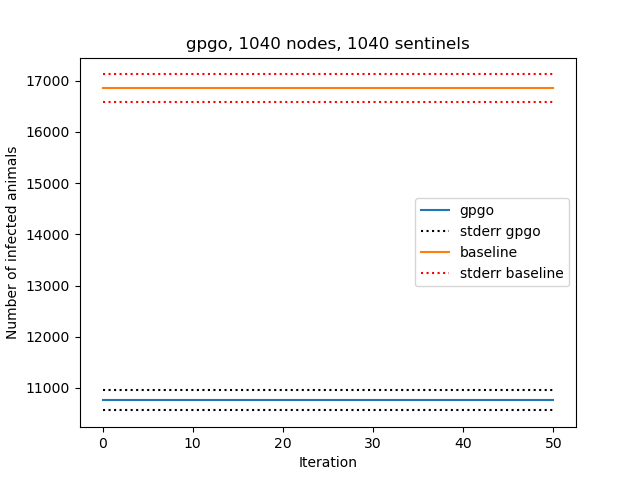 gpgo, 1040 nodes, 1040 sentinels
Number of infected animals
17000
16000
15000
14000
13000
12000
11000
gpgo
stderr gpgo
baseline
stderr baseline
0 10 20 30 40 50
Iteration